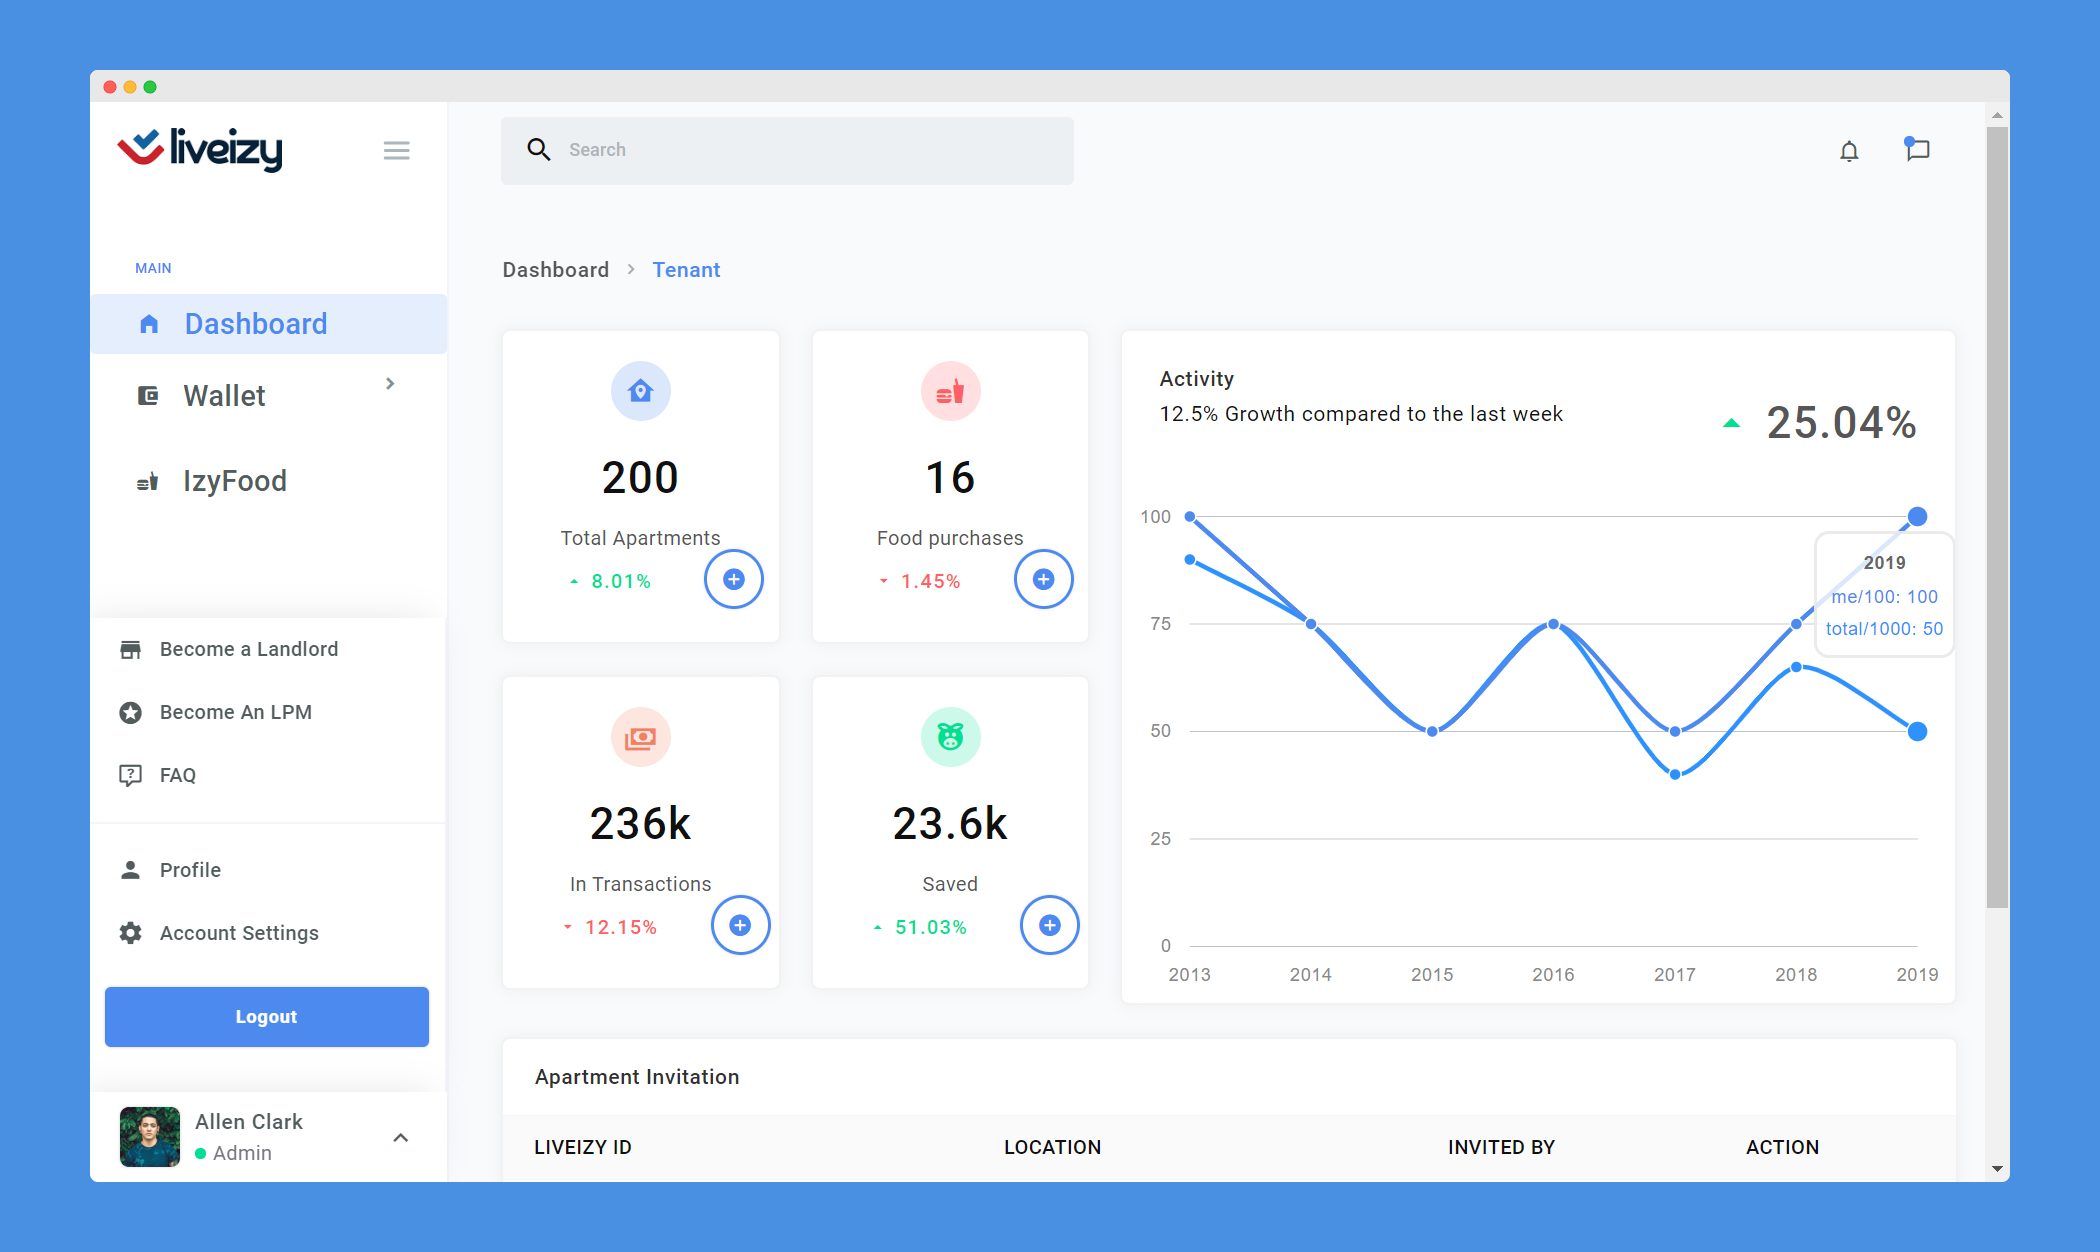 liveizy
Search
MAIN
Dashboard
Wallet
IzyFood
Become a Landlord
Become An LPM
FAQ
Profile
Account Settings
Logout
Allen Clark
Admin
Dashboard > Tenant
200
Total Apartments
8.01%
16
Food purchases
1.45%
236k
In Transactions
12.15%
23.6k
Saved
51.03%
Activity
12.5% Growth compared to the last week
25.04%
100
75
50
25
0
2013 2014 2015 2016 2017 2018 2019
2019
me/100: 100
total/1000: 50
Apartment Invitation
LIVEIZY ID LOCATION INVITED BY ACTION